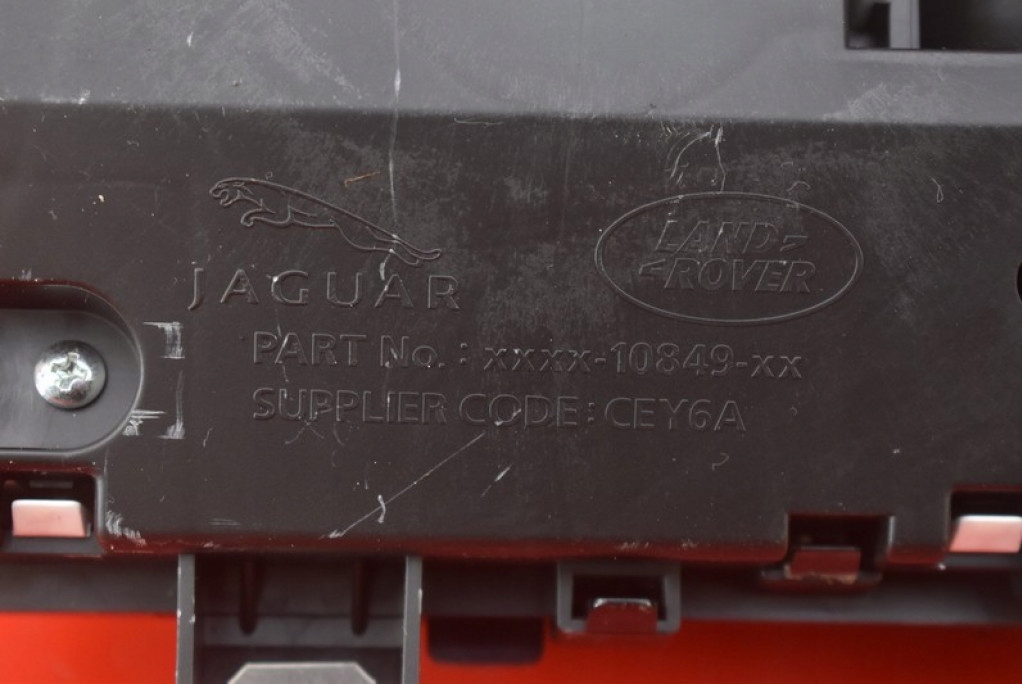 JAGUAR
LAND
ROVER
PART No.: xxxx-10849-xx
SUPPLIER CODE: CEY6A